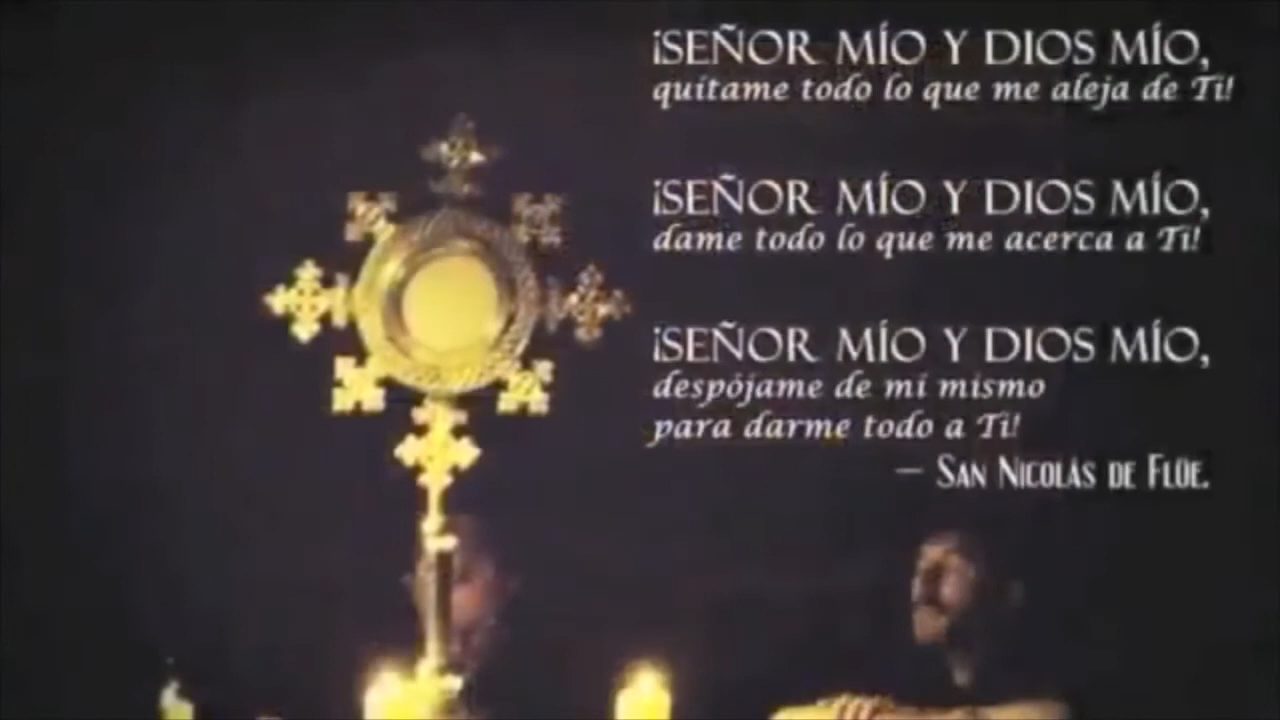 ¡SEÑOR MÍO Y DIOS MÍO,
quítame todo lo que me aleja de Ti!
¡SEÑOR MÍO Y DIOS MÍO,
dame todo lo que me acerca a Ti!
¡SEÑOR MÍO Y DIOS MÍO,
despójame de mí mismo
para darme todo a Ti!
— SAN NICOLÁS DE FLÜE.